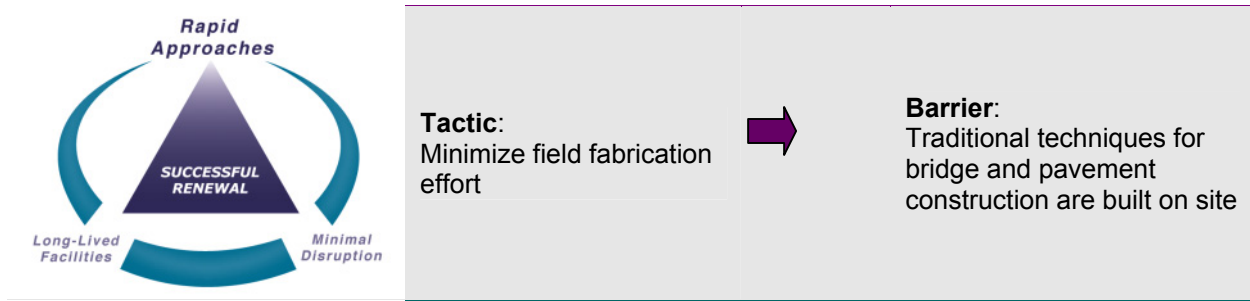 Rapid
Approaches
SUCCESSFUL
RENEWAL
Long-Lived
Facilities
Minimal
Disruption
Tactic:
Minimize field fabrication
effort
Barrier:
Traditional techniques for
bridge and pavement
construction are built on site